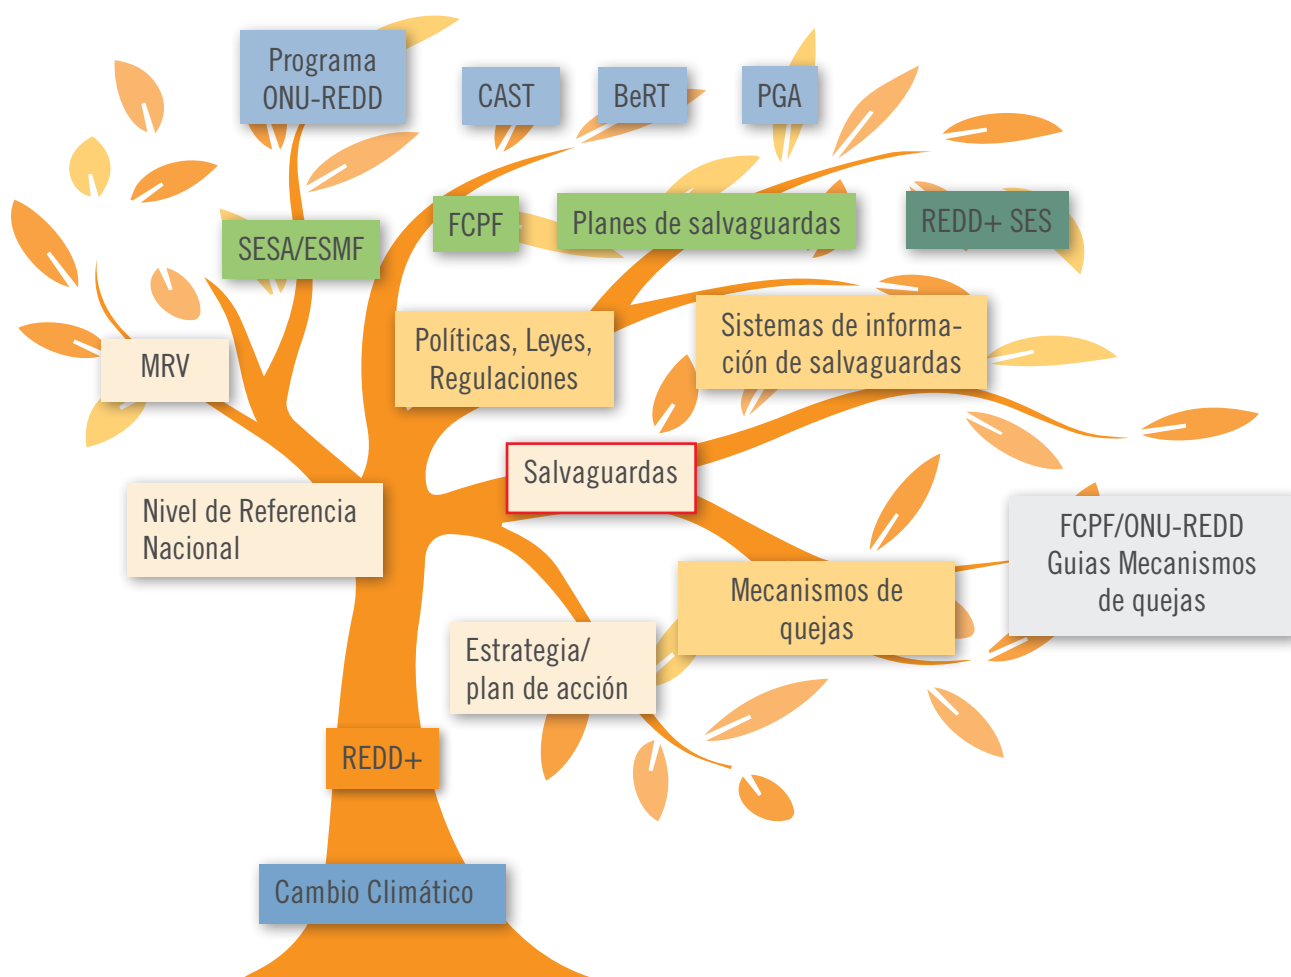 Programa
ONU-REDD
CAST
BeRT
PGA
SESA/ESMF
FCPF
Planes de salvaguardas
REDD+ SES
MRV
Políticas, Leyes,
Regulaciones
Sistemas de informa-
ción de salvaguardas
Salvaguardas
Nivel de Referencia
Nacional
FCPF/ONU-REDD
Guias Mecanismos
de quejas
Mecanismos de
quejas
Estrategia/
plan de acción
REDD+
Cambio Climático